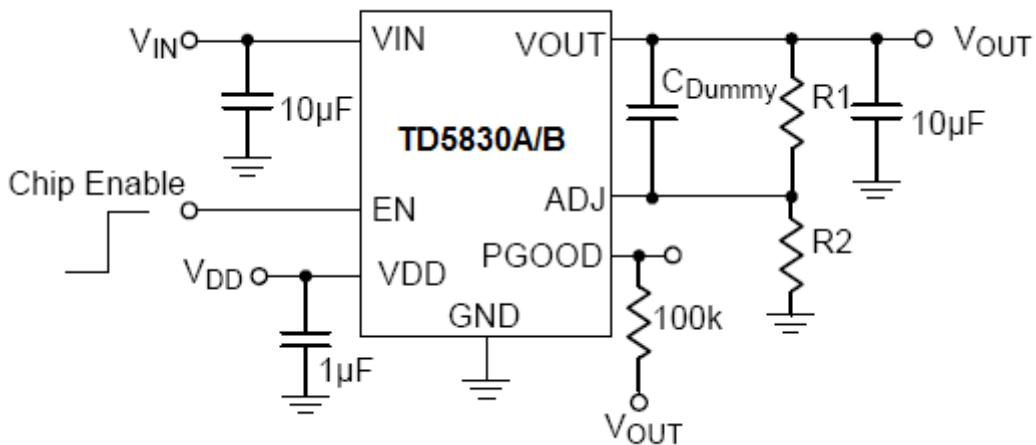 VIN
10µF
Chip Enable
VDD
1µF
VIN
VOUT
TD5830A/B
EN
ADJ
PGOOD
VDD
GND
CDummy
R1
10µF
VOUT
R2
100k
VOUT